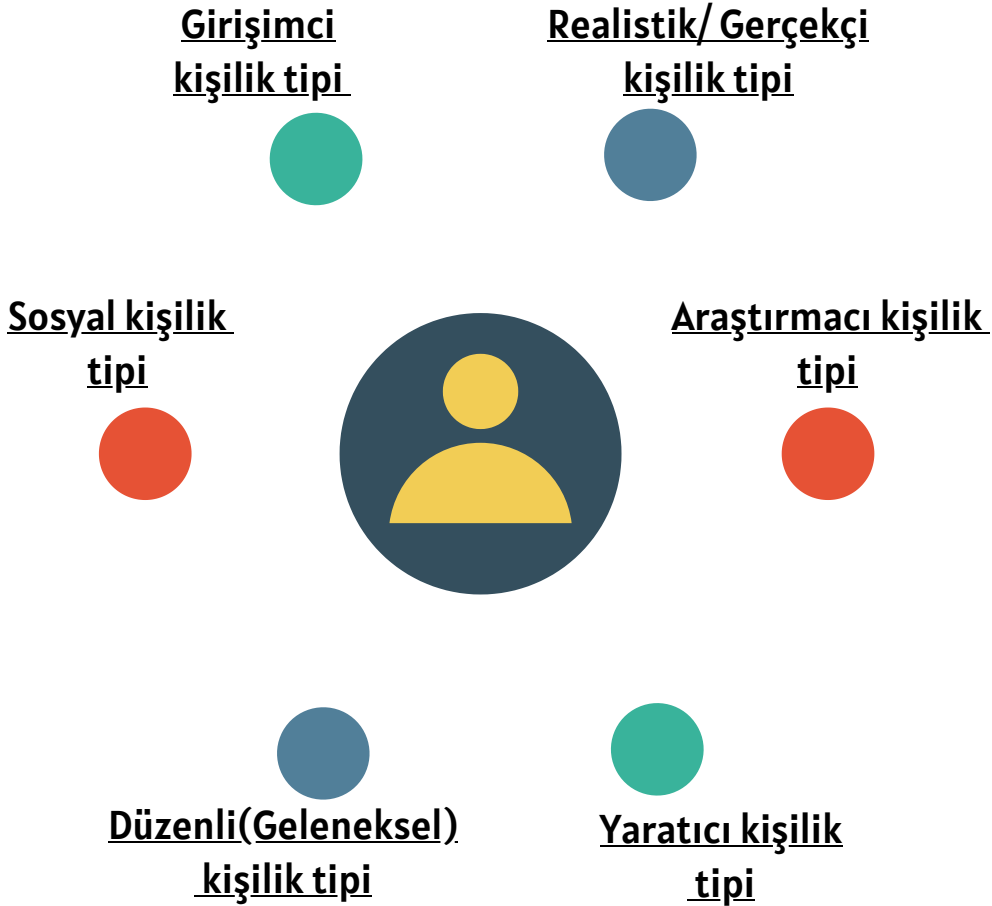 Girişimci
kişilik tipi
Realistik/ Gerçekçi
kişilik tipi
Sosyal kişilik
tipi
Araştırmacı kişilik
tipi
Düzenli(Geleneksel)
kişilik tipi
Yaratıcı kişilik
tipi